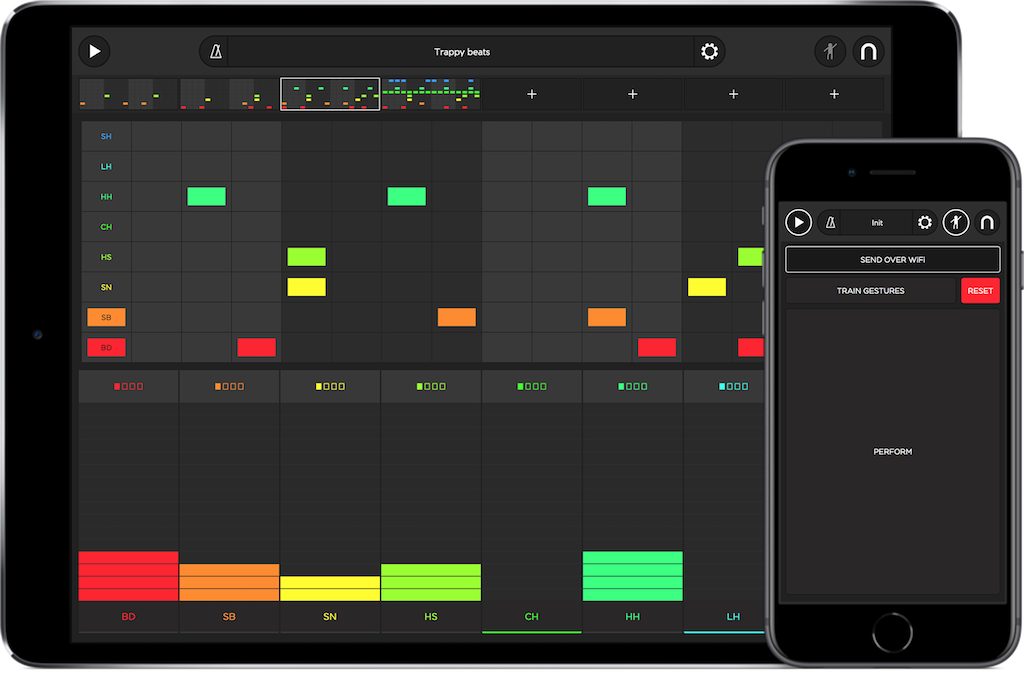 Trappy beats
+ + + +
SH
LH
HH
CH
HS
SN
SB
BD
BD SB SN HS CH HH LH
Init
SEND OVER WiFi
TRAIN GESTURES RESET
PERFORM